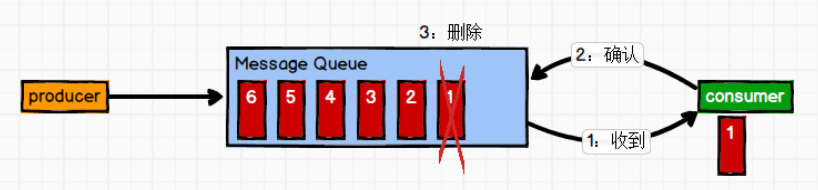 3：删除
Message Queue
2：确认
producer
6 5 4 3 2 1
consumer
1：收到
1